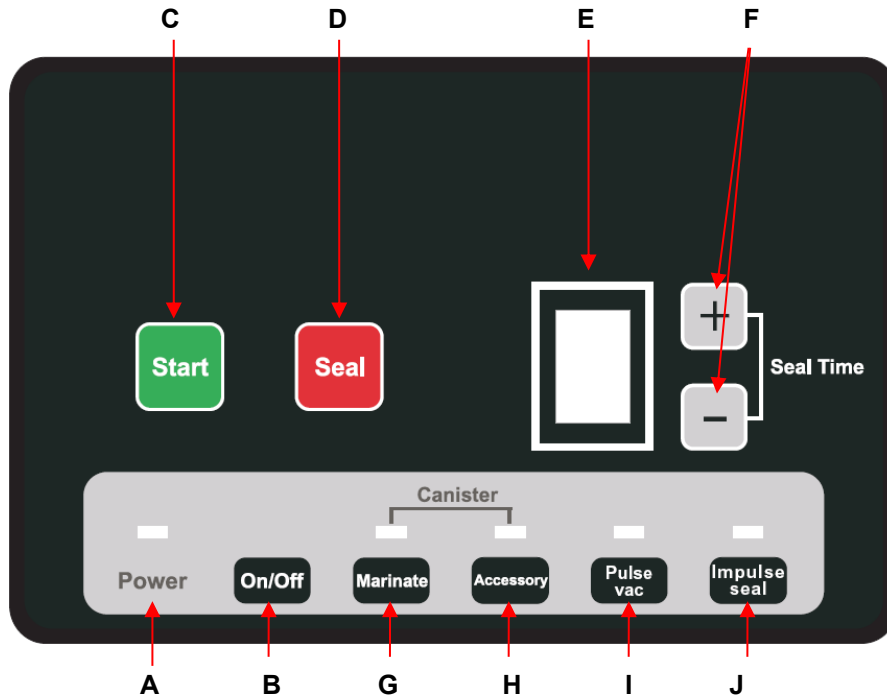 C D E F
+
Start Seal
Seal Time
-
Canister
Power On/Off Marinate Accessory Pulse vac Impulse seal
A B G H I J